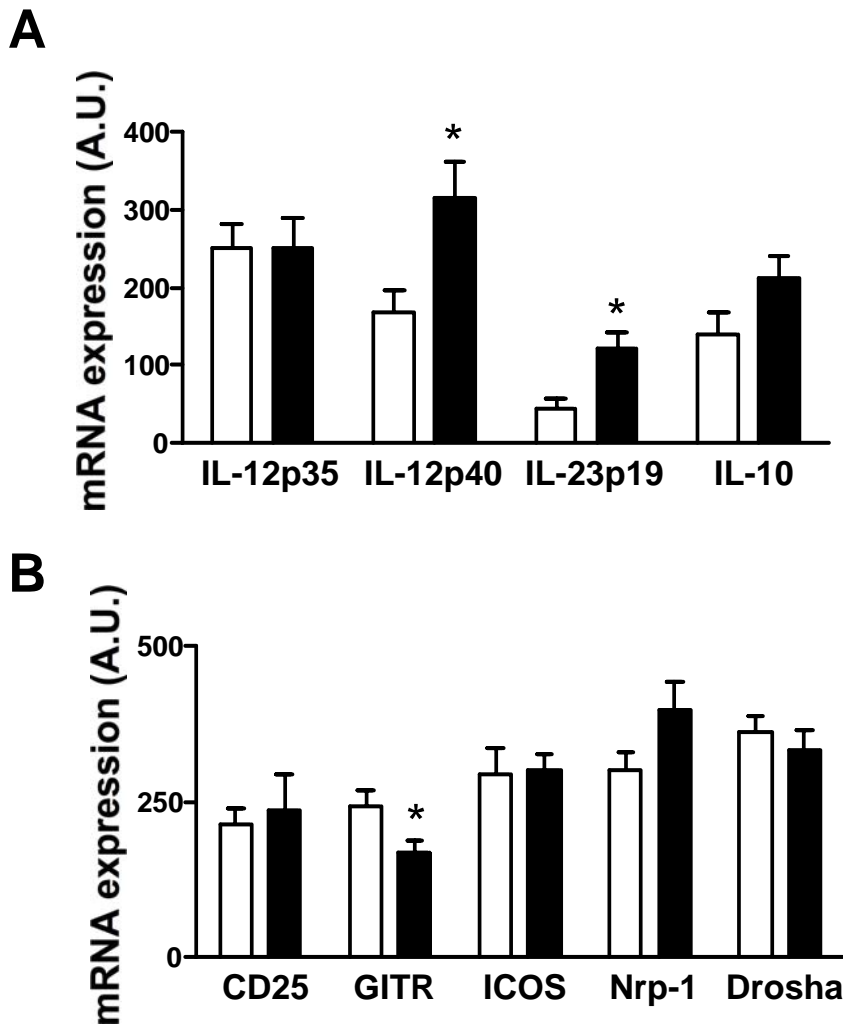 A
mRNA expression (A.U.)
400
300
200
100
0
*
*
IL-12p35 IL-12p40 IL-23p19 IL-10
B
mRNA expression (A.U.)
500
250
0
*
CD25 GITR ICOS Nrp-1 Drosha